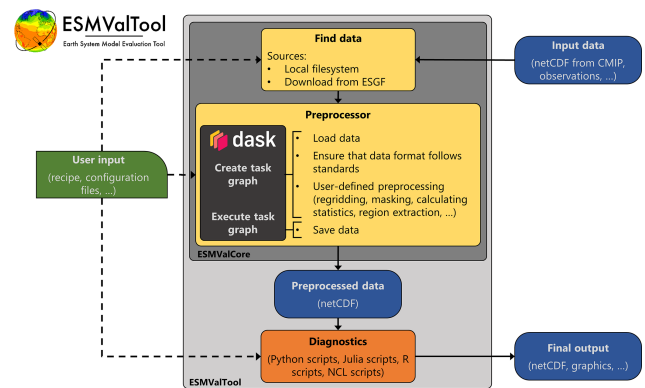 ESMValTool
Earth System Model Evaluation Tool
Find data
Sources:
• Local filesystem
• Download from ESGF
Input data
(netCDF from CMIP,
observations, ...)
Preprocessor
dask
Create task
graph
Execute task
graph
• Load data
• Ensure that data format follows
standards
• User-defined preprocessing
(regridding, masking, calculating
statistics, region extraction, ...)
• Save data
User input
(recipe, configuration
files, ...)
ESMValCore
Preprocessed data
(netCDF)
Diagnostics
(Python scripts, Julia scripts, R
scripts, NCL scripts)
Final output
(netCDF, graphics, ...)
ESMValTool